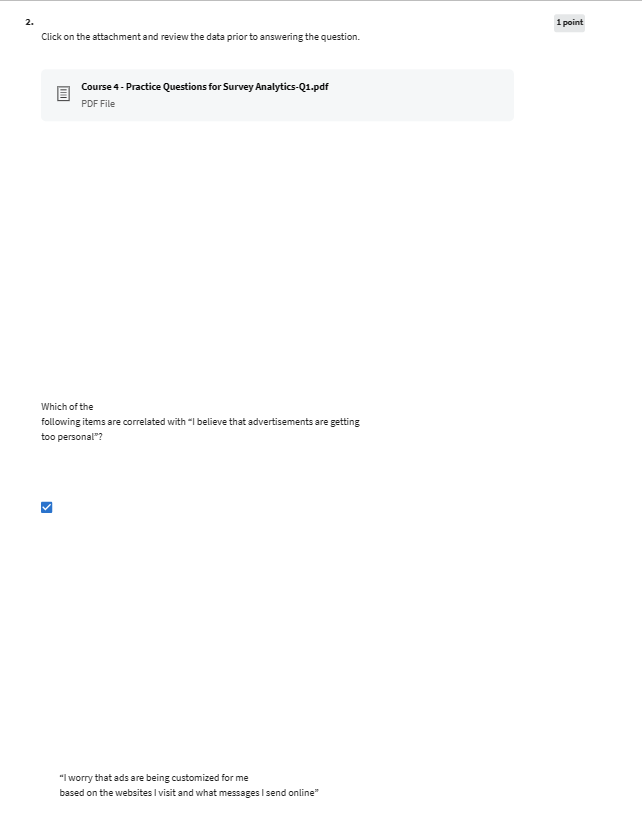 2.
1 point
Click on the attachment and review the data prior to answering the question.
Course 4 - Practice Questions for Survey Analytics-Q1.pdf
PDF File
Which of the
following items are correlated with “I believe that advertisements are getting
too personal”?
“I worry that ads are being customized for me
based on the websites I visit and what messages I send online”